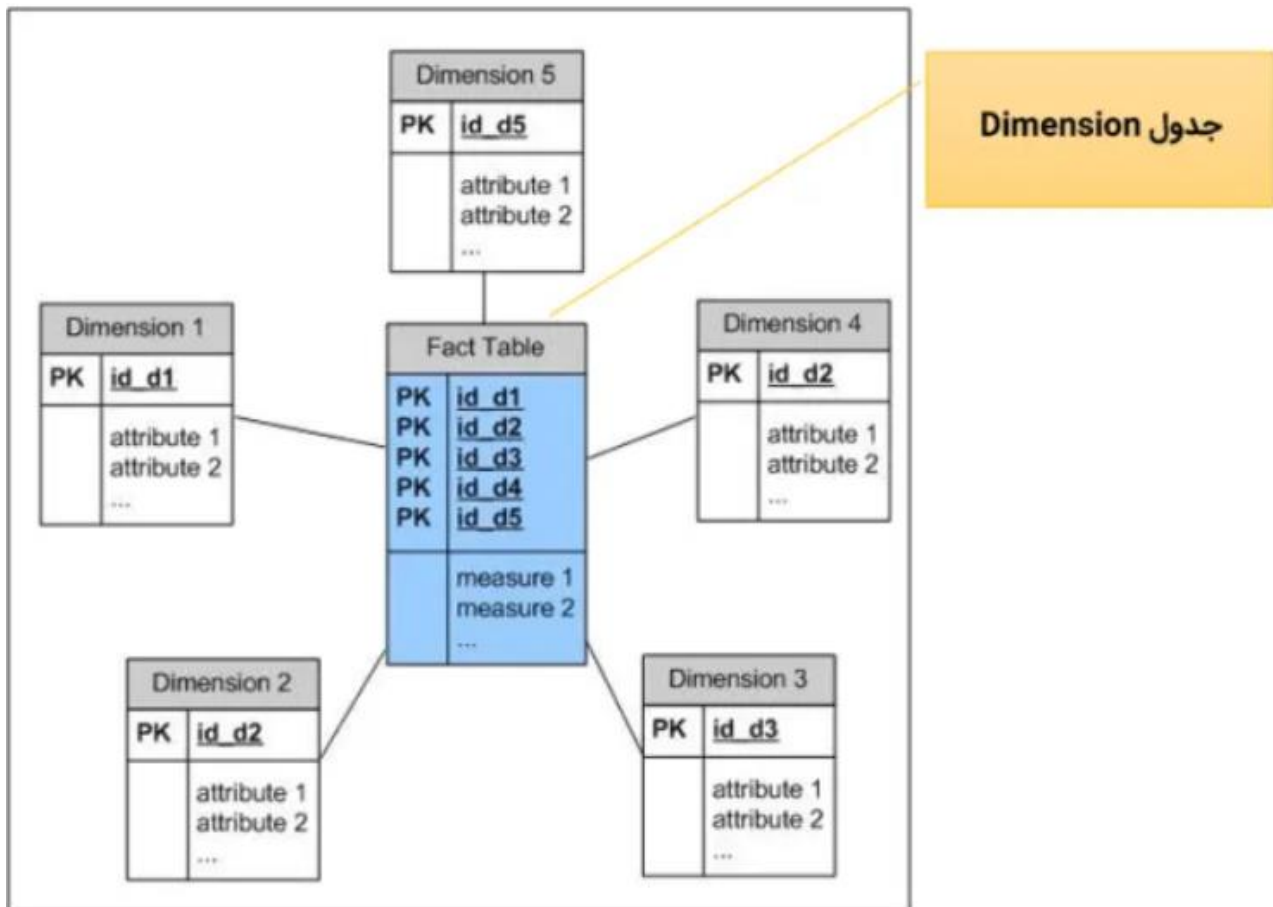 Dimension 5
PK id_d5
attribute 1
attribute 2
...
جدول Dimension
Dimension 1
PK id_d1
attribute 1
attribute 2
...
Fact Table
PK id_d1
PK id_d2
PK id_d3
PK id_d4
PK id_d5
measure 1
measure 2
...
Dimension 4
PK id_d2
attribute 1
attribute 2
...
Dimension 2
PK id_d2
attribute 1
attribute 2
...
Dimension 3
PK id_d3
attribute 1
attribute 2
...